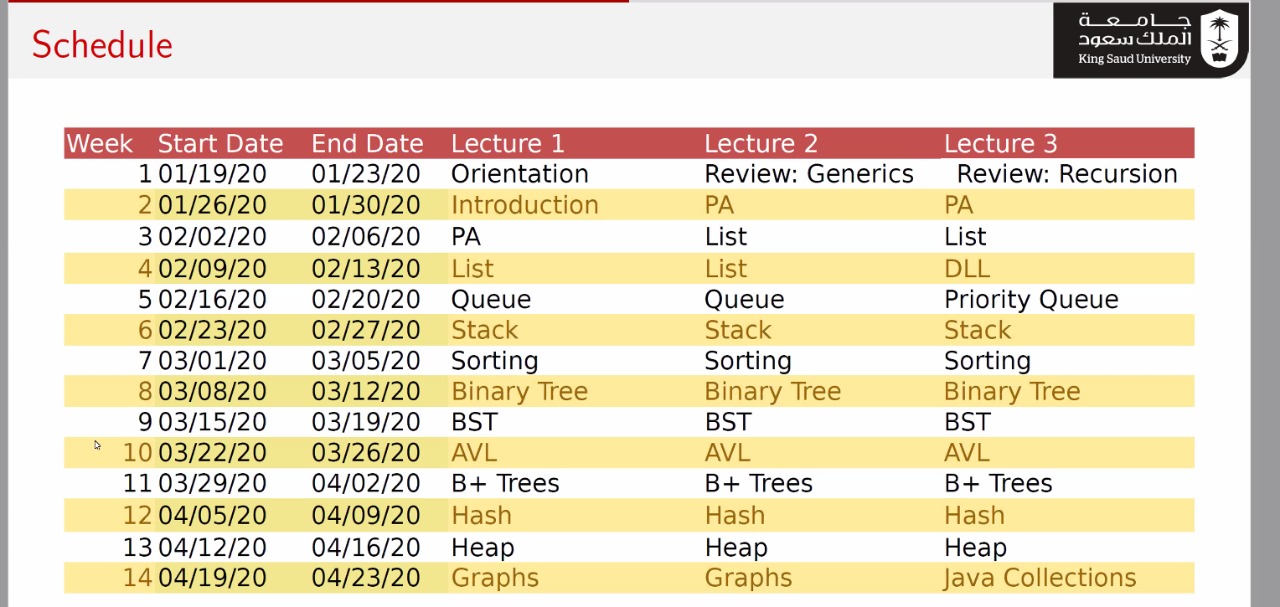 Schedule
جـامـعـة
الملك سعود
King Saud University
Week Start Date End Date Lecture 1 Lecture 2 Lecture 3
1 01/19/20 01/23/20 Orientation Review: Generics Review: Recursion
2 01/26/20 01/30/20 Introduction PA PA
3 02/02/20 02/06/20 PA List List
4 02/09/20 02/13/20 List List DLL
5 02/16/20 02/20/20 Queue Queue Priority Queue
6 02/23/20 02/27/20 Stack Stack Stack
7 03/01/20 03/05/20 Sorting Sorting Sorting
8 03/08/20 03/12/20 Binary Tree Binary Tree Binary Tree
9 03/15/20 03/19/20 BST BST BST
10 03/22/20 03/26/20 AVL AVL AVL
11 03/29/20 04/02/20 B+ Trees B+ Trees B+ Trees
12 04/05/20 04/09/20 Hash Hash Hash
13 04/12/20 04/16/20 Heap Heap Heap
14 04/19/20 04/23/20 Graphs Graphs Java Collections